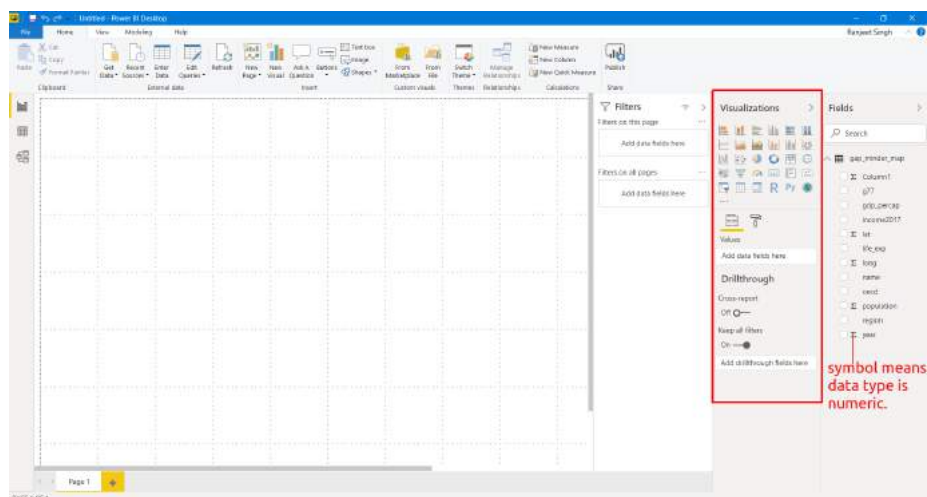 Untitled - Power BI Desktop
File Home View Modeling Help
Ranjeet Singh
Paste
Cut
Copy
Format Painter
Get Data
Recent Sources
Enter Data
Edit Queries
Refresh
New Page
New Visual
Ask A Question
Buttons
Text box
Image
Shapes
From Marketplace
From File
Switch Theme
Manage Relationships
New Measure
New Column
New Quick Measure
Publish
Clipboard
External data
Insert
Custom visuals
Themes
Relationships
Calculations
Share
Filters
Filters on this page
Add data fields here
Filters on all pages
Add data fields here
Visualizations
R Py
Values
Add data fields here
Drillthrough
Cross-report
Off
Keep all filters
On
Add drillthrough fields here
Fields
Search
gap_minder_map
Σ Column1
g77
gdp_percap
income2017
Σ lat
life_exp
Σ long
name
oecd
Σ population
region
Σ year
symbol means
data type is
numeric.
Page 1